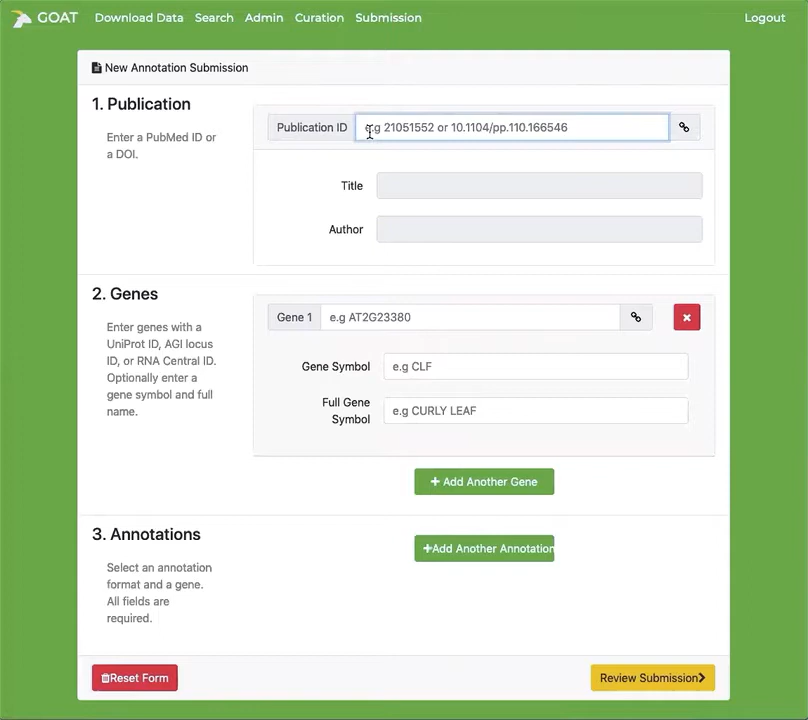 GOAT Download Data Search Admin Curation Submission Logout
New Annotation Submission
1. Publication
Enter a PubMed ID or
a DOI.
Publication ID e.g 21051552 or 10.1104/pp.110.166546
Title
Author
2. Genes
Enter genes with a
UniProt ID, AGI locus
ID, or RNA Central ID.
Optionally enter a
gene symbol and full
name.
Gene 1 e.g AT2G23380
Gene Symbol e.g CLF
Full Gene
Symbol
e.g CURLY LEAF
Add Another Gene
3. Annotations
Select an annotation
format and a gene.
All fields are
required.
Add Another Annotation
Reset Form
Review Submission